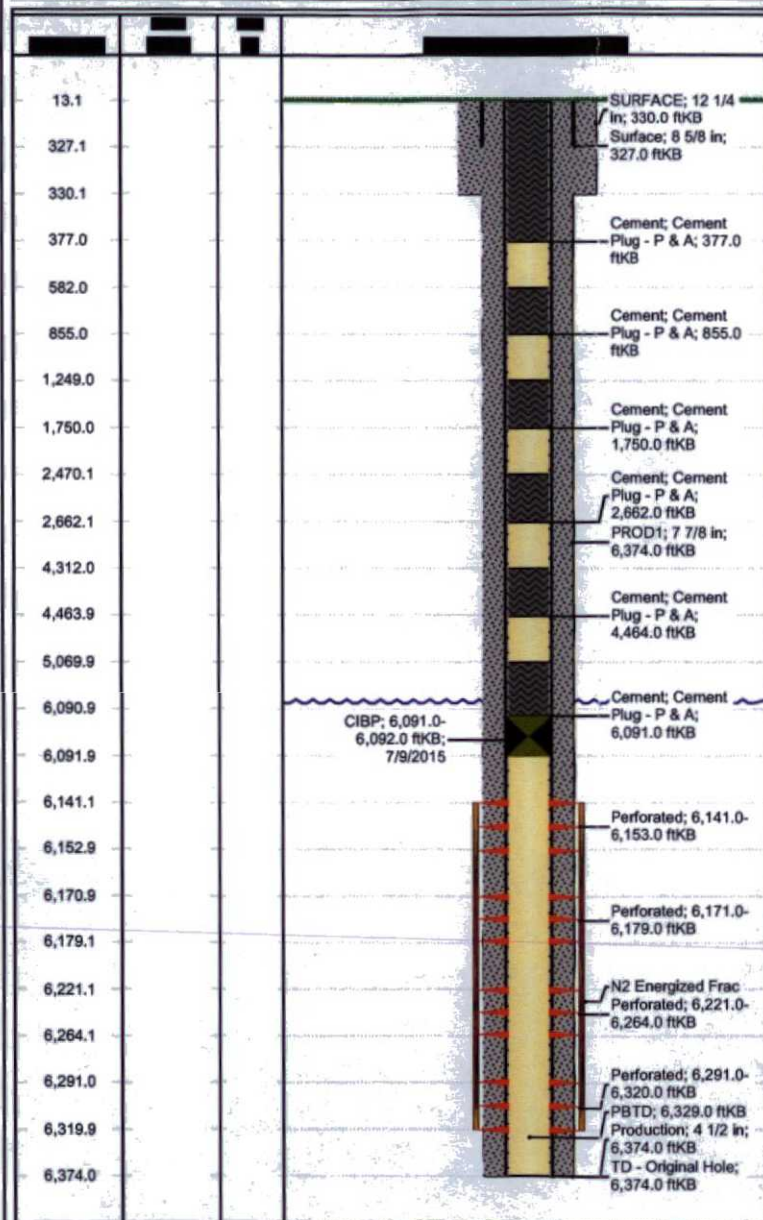 13.1
327.1
330.1
377.0
582.0
855.0
1,249.0
1,750.0
2,470.1
2,662.1
4,312.0
4,463.9
5,069.9
6,090.9
6,091.9
6,141.1
6,152.9
6,170.9
6,179.1
6,221.1
6,264.1
6,291.0
6,319.9
6,374.0
CIBP; 6,091.0-
6,092.0 ftKB;
7/9/2015
SURFACE; 12 1/4
in; 330.0 ftKB
Surface; 8 5/8 in;
327.0 ftKB
Cement; Cement
Plug - P & A; 377.0
ftKB
Cement; Cement
Plug - P & A; 855.0
ftKB
Cement; Cement
Plug - P & A;
1,750.0 ftKB
Cement; Cement
Plug - P & A;
2,662.0 ftKB
PROD1; 7 7/8 in;
6,374.0 ftKB
Cement; Cement
Plug - P & A;
4,464.0 ftKB
Cement; Cement
Plug - P & A;
6,091.0 ftKB
Perforated; 6,141.0-
6,153.0 ftKB
Perforated; 6,171.0-
6,179.0 ftKB
N2 Energized Frac
Perforated; 6,221.0-
6,264.0 ftKB
Perforated; 6,291.0-
6,320.0 ftKB
PBTD; 6,329.0 ftKB
Production; 4 1/2 in;
6,374.0 ftKB
TD - Original Hole;
6,374.0 ftKB